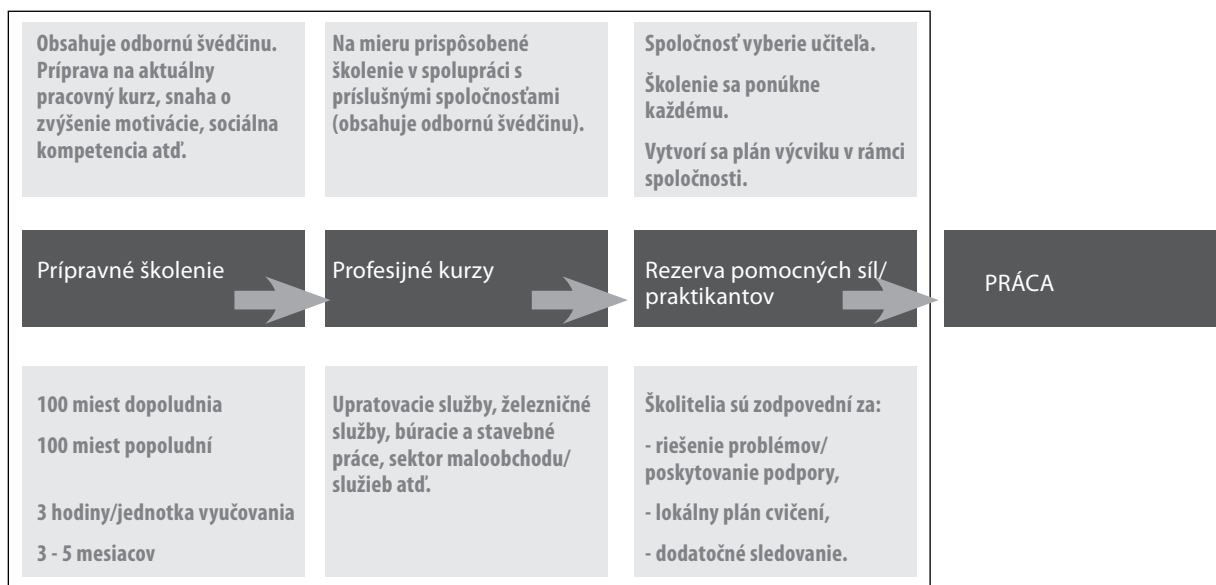 Obsahuje odbornú švédčinu.
Príprava na aktuálny
pracovný kurz, snaha o
zvýšenie motivácie, sociálna
kompetencia atď.
Na mieru prispôsobené
školenie v spolupráci s
príslušnými spoločnosťami
(obsahuje odbornú švédčinu).
Spoločnosť vyberie učiteľa.
Školenie sa ponúkne
každému.
Vytvorí sa plán výcviku v rámci
spoločnosti.
Prípravné školenie
Profesijné kurzy
Rezerva pomocných síl/
praktikantov
PRÁCA
100 miest dopoludnia
100 miest popoludní
3 hodiny/jednotka vyučovania
3 - 5 mesiacov
Upratovacie služby, železničné
služby, búracie a stavebné
práce, sektor maloobchodu/
služieb atď.
Školitelia sú zodpovední za:
- riešenie problémov/
poskytovanie podpory,
- lokálny plán cvičení,
- dodatočné sledovanie.